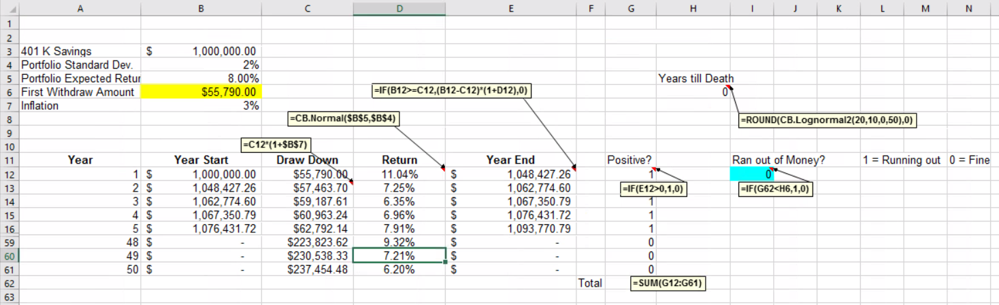 A B C D E F G H I J K L M N
1
2
3 401 K Savings $ 1,000,000.00
4 Portfolio Standard Dev. 2%
5 Portfolio Expected Retur 8.00% Years till Death
6 First Withdraw Amount $55,790.00 =IF(B12>=C12,(B12-C12)*(1+D12),0) 0
7 Inflation 3%
8 =CB.Normal($B$5,$B$4) =ROUND(CB.Lognormal2(20,10,0,50),0)
9
10 =C12*(1+$B$7)
11 Year Year Start Draw Down Return Year End Positive? Ran out of Money? 1 = Running out 0 = Fine
12 1 $ 1,000,000.00 $55,790.00 11.04% $ 1,048,427.26 1 0
13 2 $ 1,048,427.26 $57,463.70 7.25% $ 1,062,774.60 =IF(E12>0,1,0) =IF(G62<H6,1,0)
14 3 $ 1,062,774.60 $59,187.61 6.35% $ 1,067,350.79 1
15 4 $ 1,067,350.79 $60,963.24 6.96% $ 1,076,431.72 1
16 5 $ 1,076,431.72 $62,792.14 7.91% $ 1,093,770.79 1
59 48 $ - $223,823.62 9.32% $ - 0
60 49 $ - $230,538.33 7.21% $ - 0
61 50 $ - $237,454.48 6.20% $ - 0
62 Total =SUM(G12:G61)
63